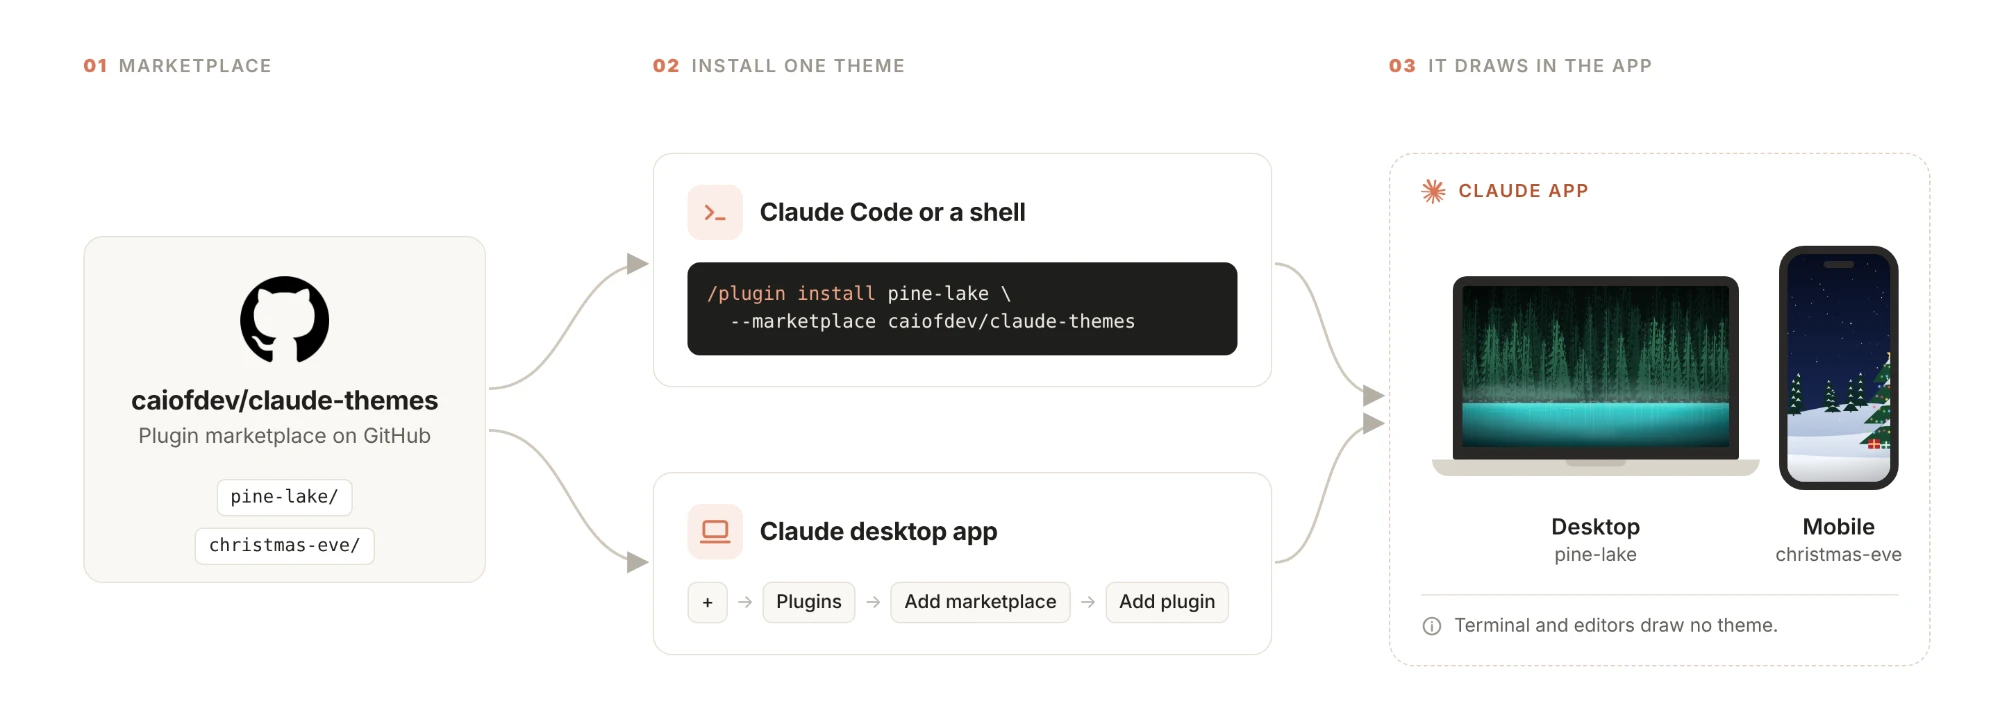 01 MARKETPLACE
02 INSTALL ONE THEME
03 IT DRAWS IN THE APP
caiofdev/claude-themes
Plugin marketplace on GitHub
pine-lake/
christmas-eve/
Claude Code or a shell
/plugin install pine-lake \
--marketplace caiofdev/claude-themes
Claude desktop app
+ → Plugins → Add marketplace → Add plugin
CLAUDE APP
Desktop
pine-lake
Mobile
christmas-eve
Terminal and editors draw no theme.